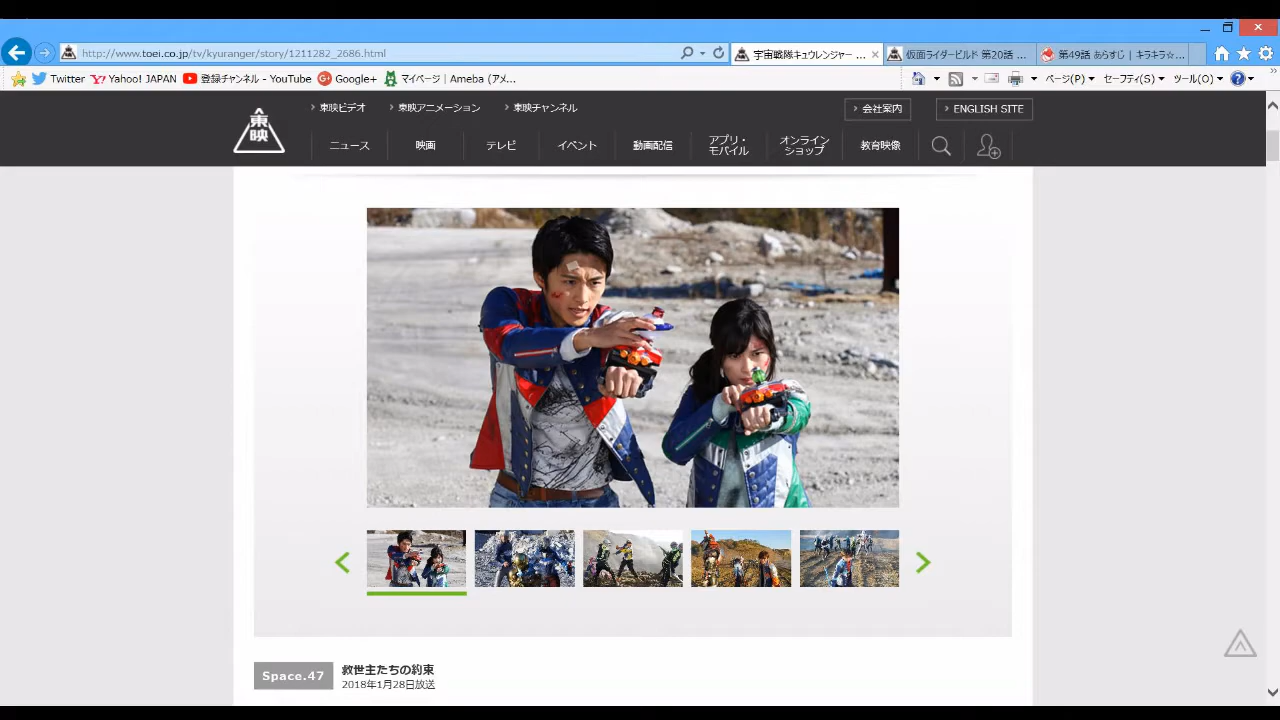 http://www.toei.co.jp/tv/kyuranger/story/1211282_2686.html
宇宙戦隊キュウレンジャー ...
仮面ライダービルド 第20話 ...
第49話 あらすじ | キラキラ☆...
Twitter
Yahoo! JAPAN
登録チャンネル - YouTube
Google+
マイページ | Ameba (アメ...
ページ(P)
セーフティ(S)
ツール(O)
東映ビデオ
東映アニメーション
東映チャンネル
会社案内
ENGLISH SITE
東映
ニュース
映画
テレビ
イベント
動画配信
アプリ・
モバイル
オンライン
ショップ
教育映像
Space.47
救世主たちの約束
2018年1月28日放送